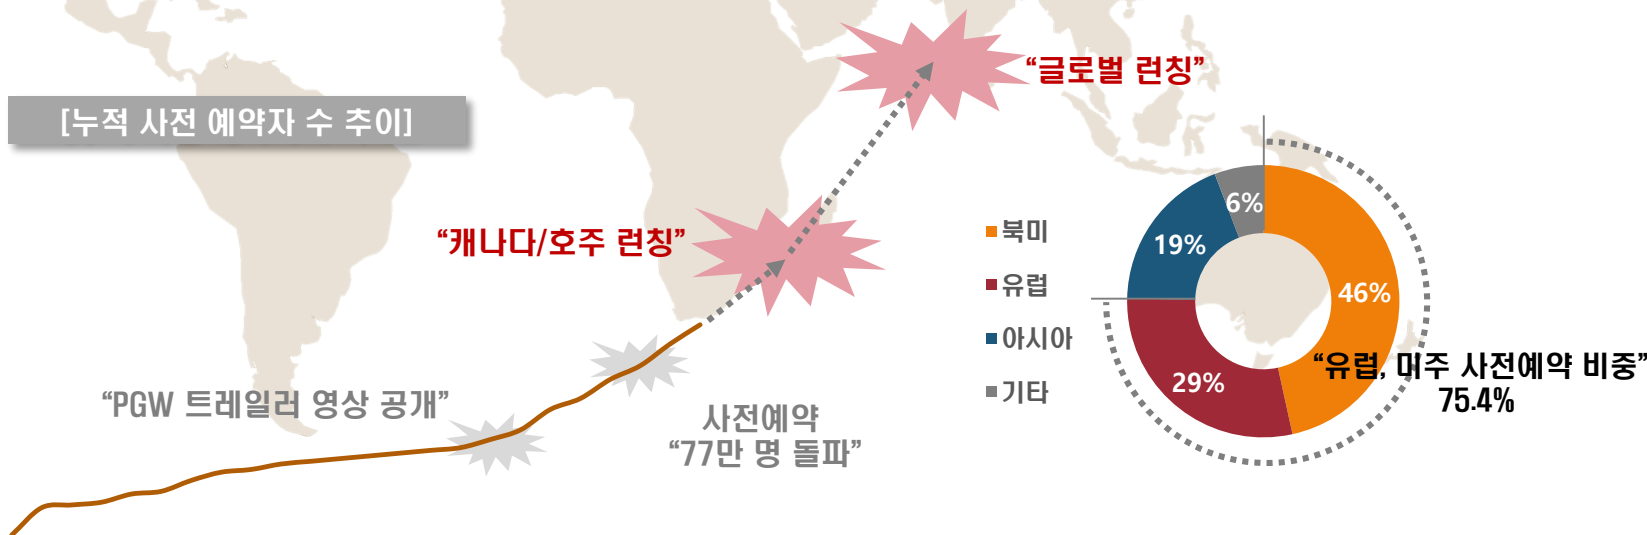 [누적 사전 예약자 수 추이]
“글로벌 런칭”
“캐나다/호주 런칭”
“PGW 트레일러 영상 공개”
사전예약
“77만 명 돌파”
북미
유럽
아시아
기타
6%
19%
46%
29%
“유럽, 미주 사전예약 비중”
75.4%